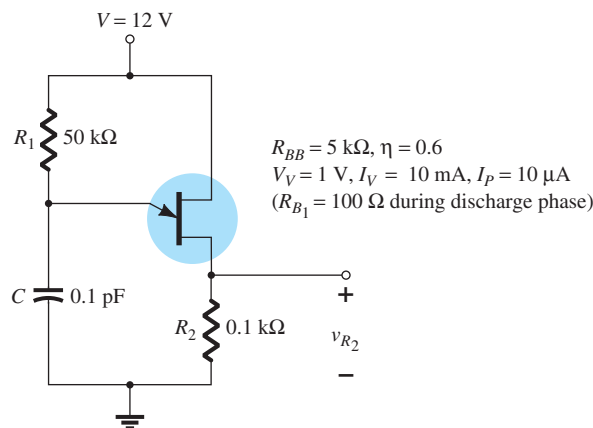 V = 12 V
R1 50 kΩ
RBB = 5 kΩ, η = 0.6
VV = 1 V, IV = 10 mA, IP = 10 μA
(RB1 = 100 Ω during discharge phase)
C 0.1 pF
R2 0.1 kΩ
+
vR2
−